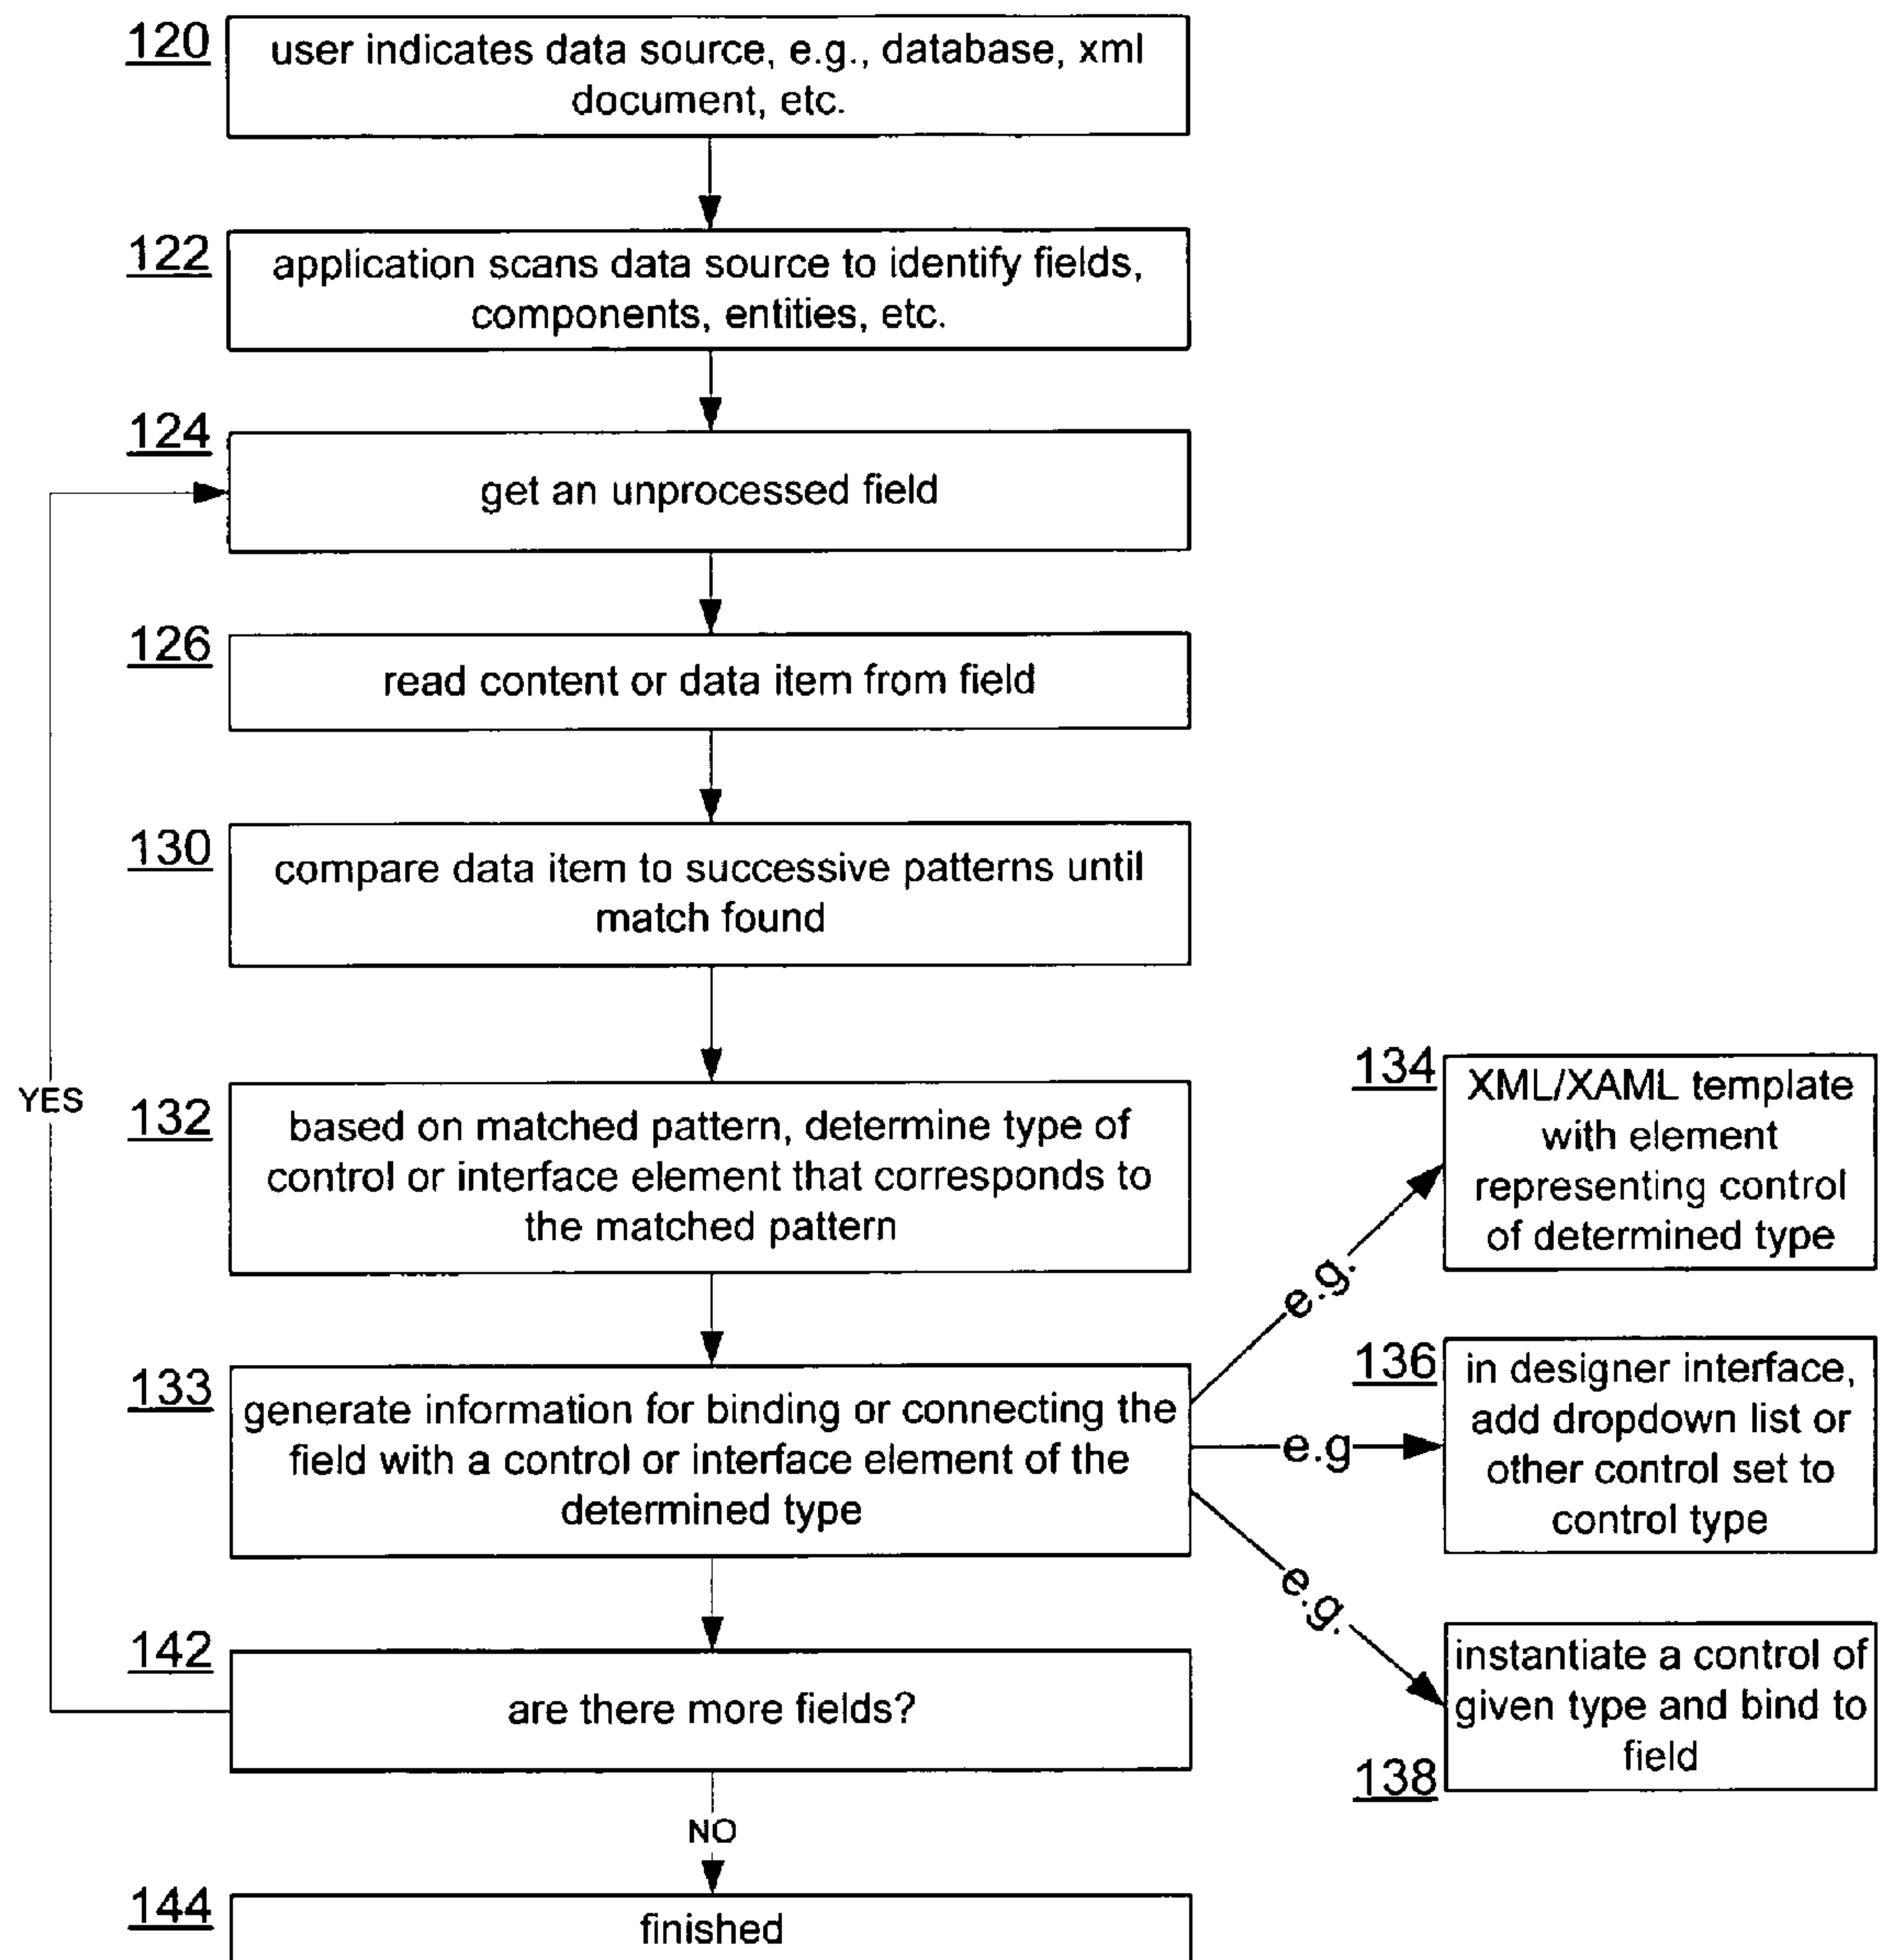 120
user indicates data source, e.g., database, xml
document, etc.
122
application scans data source to identify fields,
components, entities, etc.
124
get an unprocessed field
126
read content or data item from field
130
compare data item to successive patterns until
match found
YES
132
based on matched pattern, determine type of
control or interface element that corresponds to
the matched pattern
133
generate information for binding or connecting the
field with a control or interface element of the
determined type
e.g.
134
XML/XAML template
with element
representing control
of determined type
e.g
136
in designer interface,
add dropdown list or
other control set to
control type
e.g.
138
instantiate a control of
given type and bind to
field
142
are there more fields?
NO
144
finished